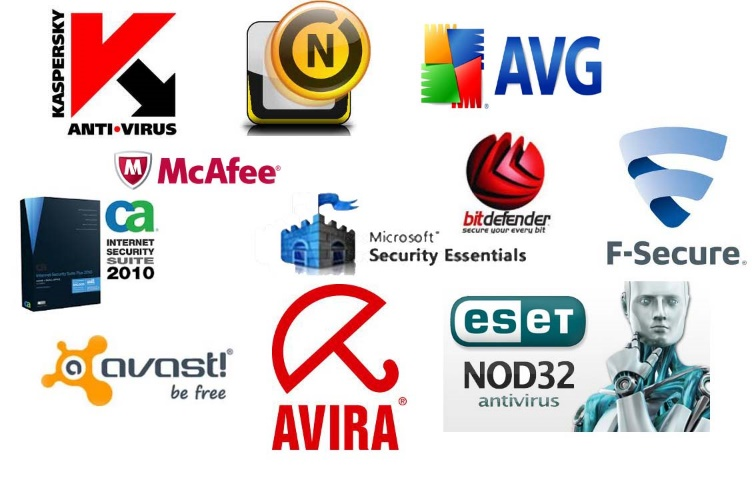 KASPERSKY
ANTI•VIRUS
N
AVG
McAfee®
bitdefender
secure your every bit
F-Secure®
ca
INTERNET
SECURITY
SUITE
2010
Microsoft®
Security Essentials
avast!®
a
be free
AVIRA®
eset
NOD32
antivirus